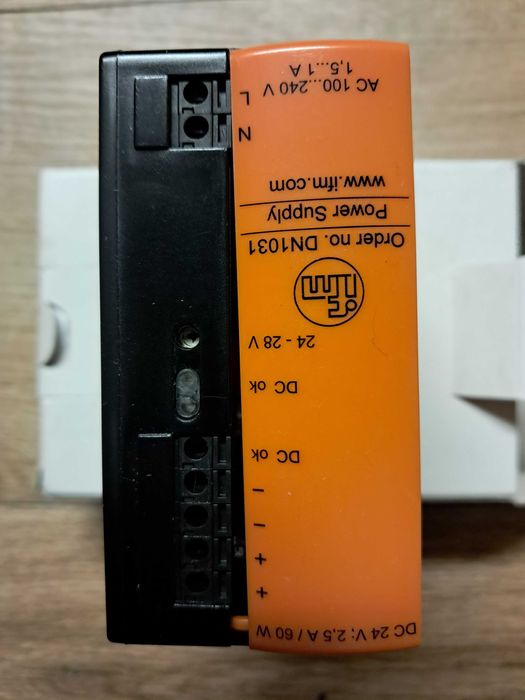 DC 24 V; 2,5 A / 60 W
+
+
–
–
DC ok
DC ok
24 - 28 V
ifm
Order no. DN1031
Power Supply
www.ifm.com
N
L
AC 100...240 V
1,5...1 A